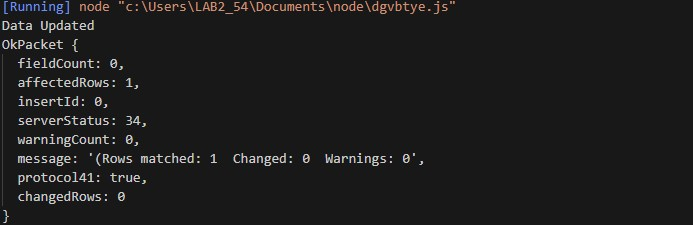 [Running] node "c:\Users\LAB2_54\Documents\node\dgvbtye.js"
Data Updated
OkPacket {
  fieldCount: 0,
  affectedRows: 1,
  insertId: 0,
  serverStatus: 34,
  warningCount: 0,
  message: '(Rows matched: 1  Changed: 0  Warnings: 0',
  protocol41: true,
  changedRows: 0
}